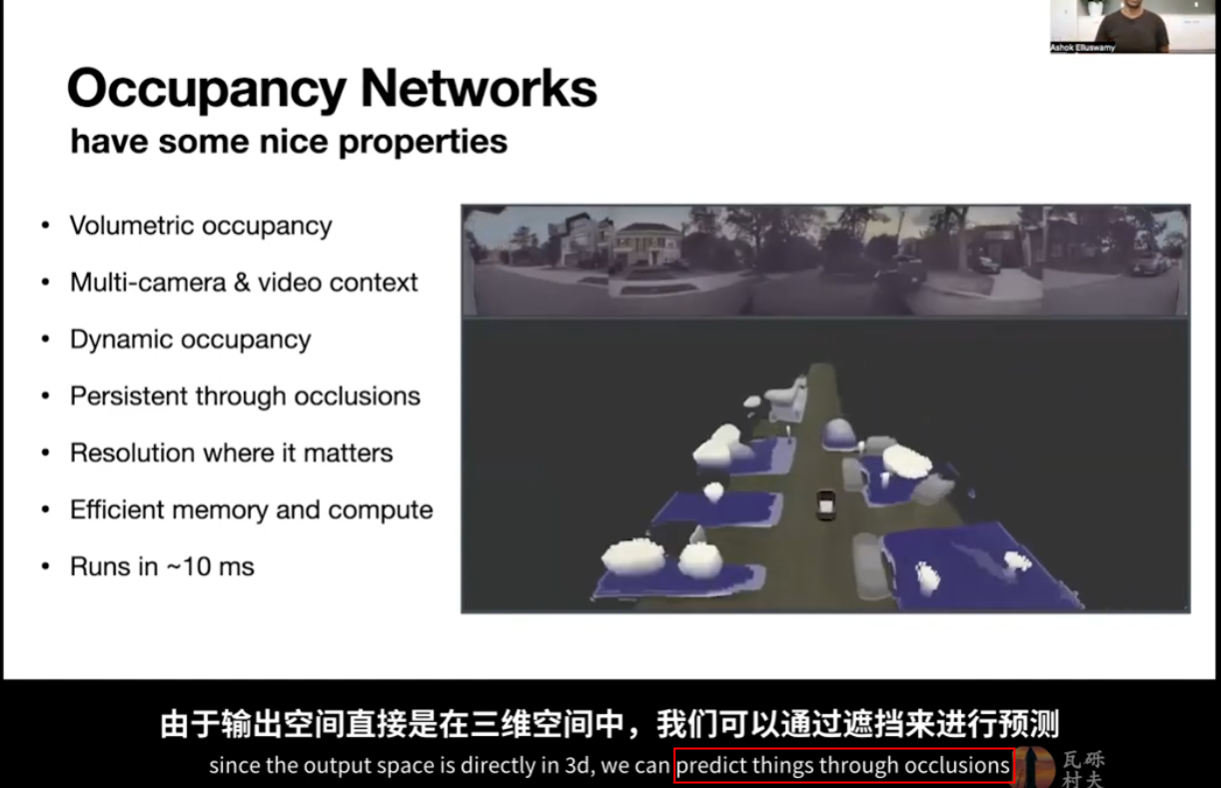 Ashok Elluswamy
Occupancy Networks
have some nice properties
• Volumetric occupancy
• Multi-camera & video context
• Dynamic occupancy
• Persistent through occlusions
• Resolution where it matters
• Efficient memory and compute
• Runs in ~10 ms
由于输出空间直接是在三维空间中，我们可以通过遮挡来进行预测
since the output space is directly in 3d, we can predict things through occlusions
瓦砾
村夫